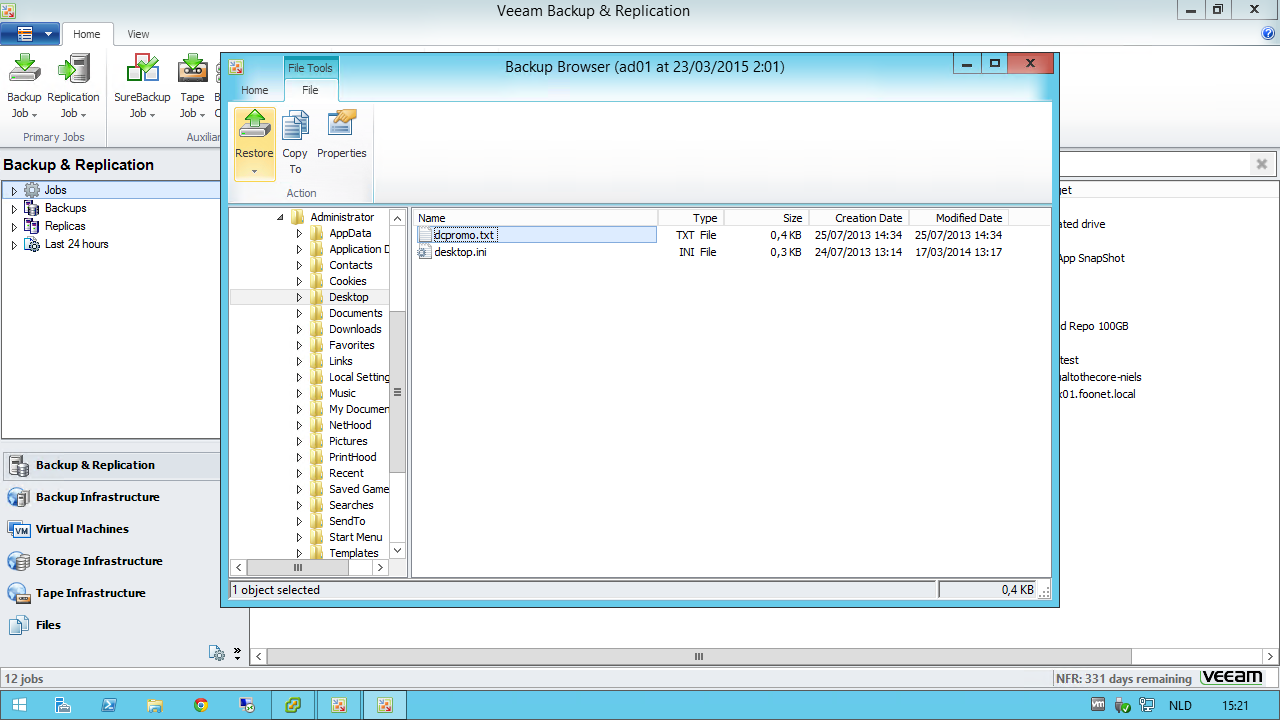 Veeam Backup & Replication
Home View
Backup Job
Replication Job
SureBackup Job
Tape Job
Primary Jobs
Backup & Replication
Jobs
Backups
Replicas
Last 24 hours
Backup & Replication
Backup Infrastructure
Virtual Machines
Storage Infrastructure
Tape Infrastructure
Files
File Tools
Backup Browser (ad01 at 23/03/2015 2:01)
Home File
Restore
Copy To
Properties
Action
Administrator
AppData
Application D
Contacts
Cookies
Desktop
Documents
Downloads
Favorites
Links
Local Setting
Music
My Documen
NetHood
Pictures
PrintHood
Recent
Saved Game
Searches
SendTo
Start Menu
Templates
Name Type Size Creation Date Modified Date
dcpromo.txt TXT File 0,4 KB 25/07/2013 14:34 25/07/2013 14:34
desktop.ini INI File 0,3 KB 24/07/2013 13:14 17/03/2014 13:17
1 object selected 0,4 KB
get
ated drive
App SnapShot
d Repo 100GB
test
altothecore-niels
x01.foonet.local
12 jobs
NFR: 331 days remaining veeam
vm NLD 15:21